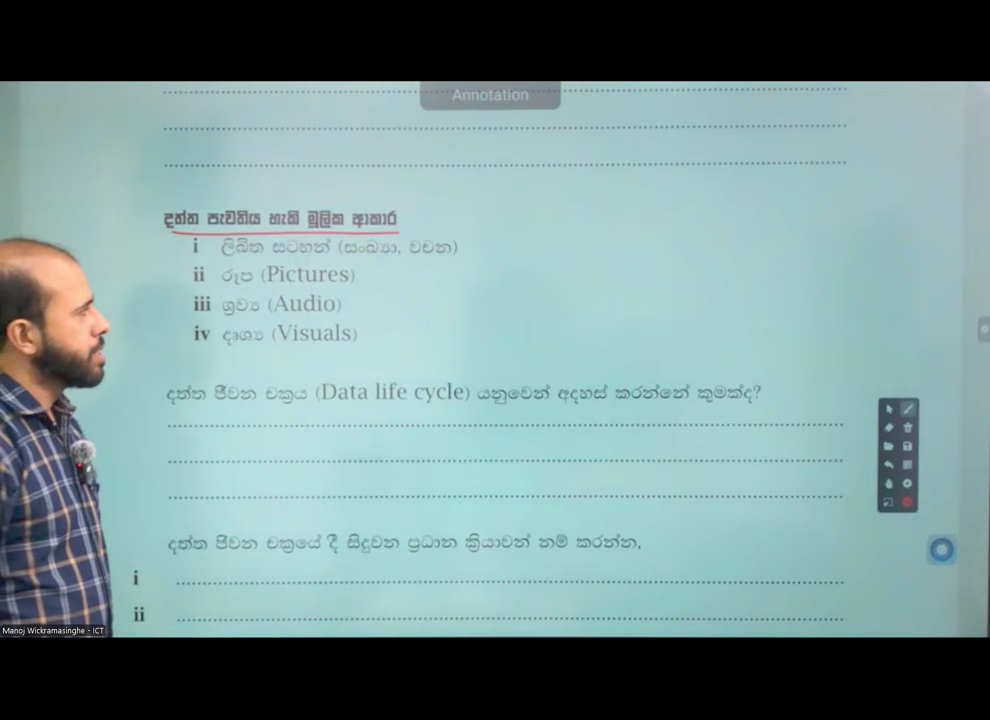 Annotation
දත්ත පැවතිය හැකි මූලික ආකාර
i ලිඛිත සටහන් (සංඛ්‍යා, වචන)
ii රූප (Pictures)
iii ශ්‍රව්‍ය (Audio)
iv දෘශ්‍ය (Visuals)
දත්ත ජීවන චක්‍රය (Data life cycle) යනුවෙන් අදහස් කරන්නේ කුමක්ද?
දත්ත ජීවන චක්‍රයේ දී සිදුවන ප්‍රධාන ක්‍රියාවන් නම් කරන්න,
i
ii
Manoj Wickramasinghe - ICT